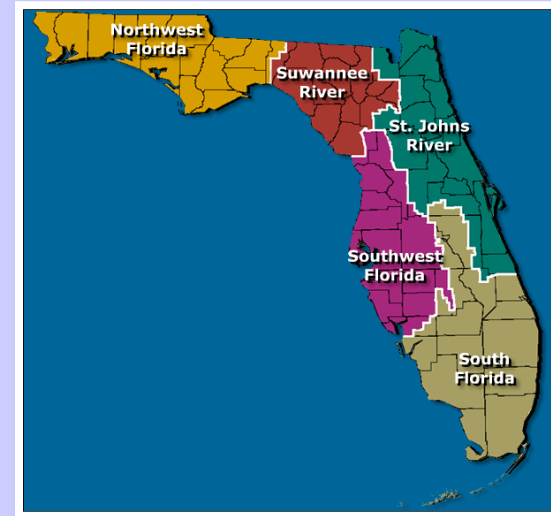 Northwest
Florida
Suwannee
River
St. Johns
River
Southwest
Florida
South
Florida